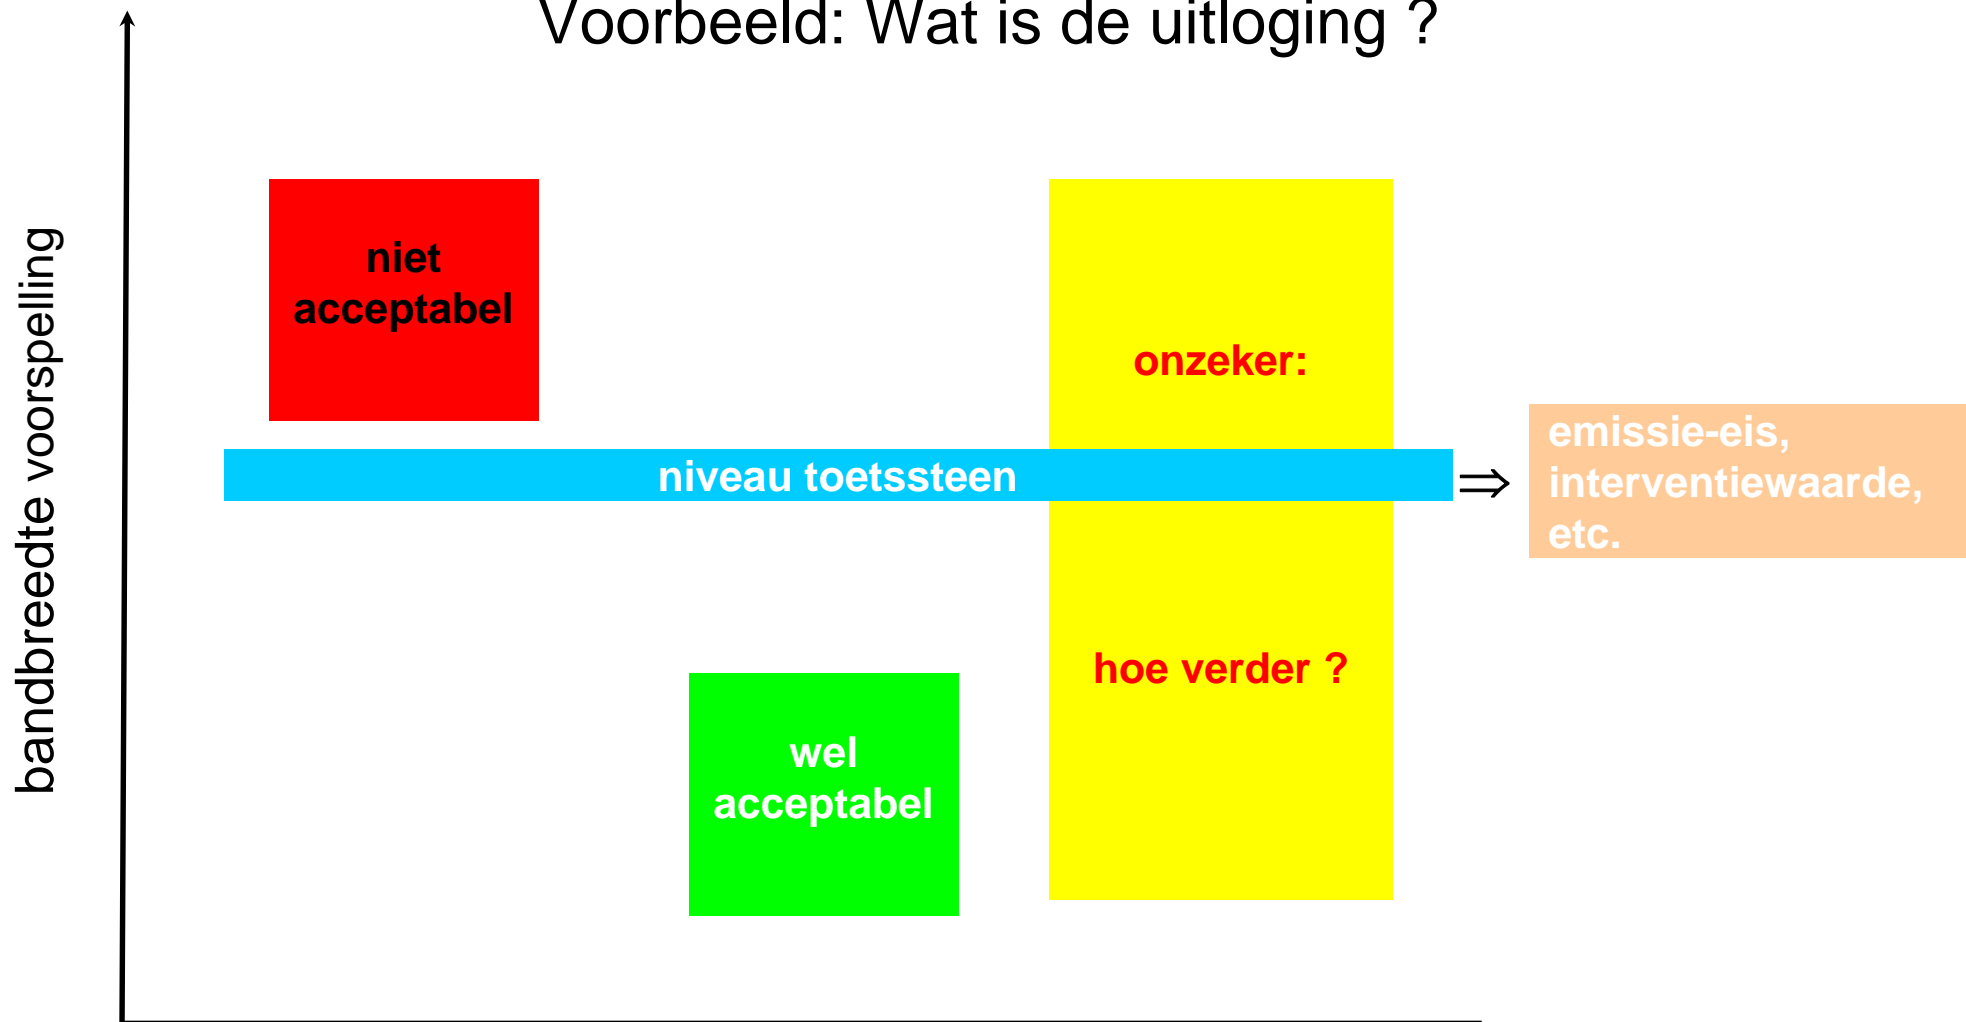 Voorbeeld: Wat is de uitloging ?
bandbreedte voorspelling
niet
acceptabel
onzeker:
niveau toetssteen
⇒
emissie-eis,
interventiewaarde,
etc.
hoe verder ?
wel
acceptabel